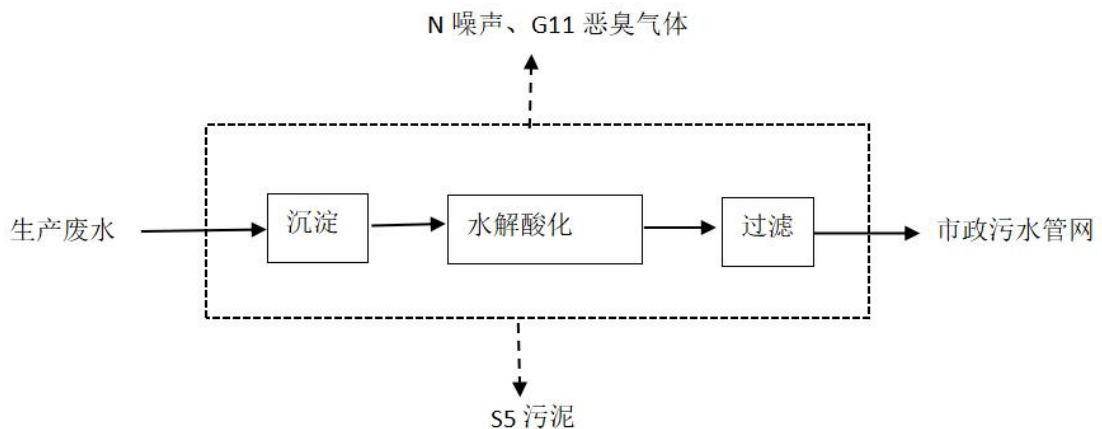 N 噪声、G11 恶臭气体
生产废水
沉淀
水解酸化
过滤
市政污水管网
S5 污泥